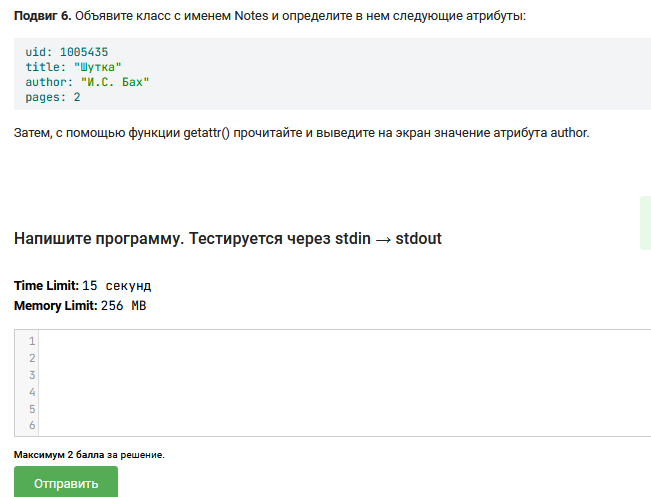 Подвиг 6. Объявите класс с именем Notes и определите в нем следующие атрибуты:
uid: 1005435
title: "Шутка"
author: "И.С. Бах"
pages: 2
Затем, с помощью функции getattr() прочитайте и выведите на экран значение атрибута author.
Напишите программу. Тестируется через stdin → stdout
Time Limit: 15 секунд
Memory Limit: 256 MB
1
2
3
4
5
6
Максимум 2 балла за решение.
Отправить